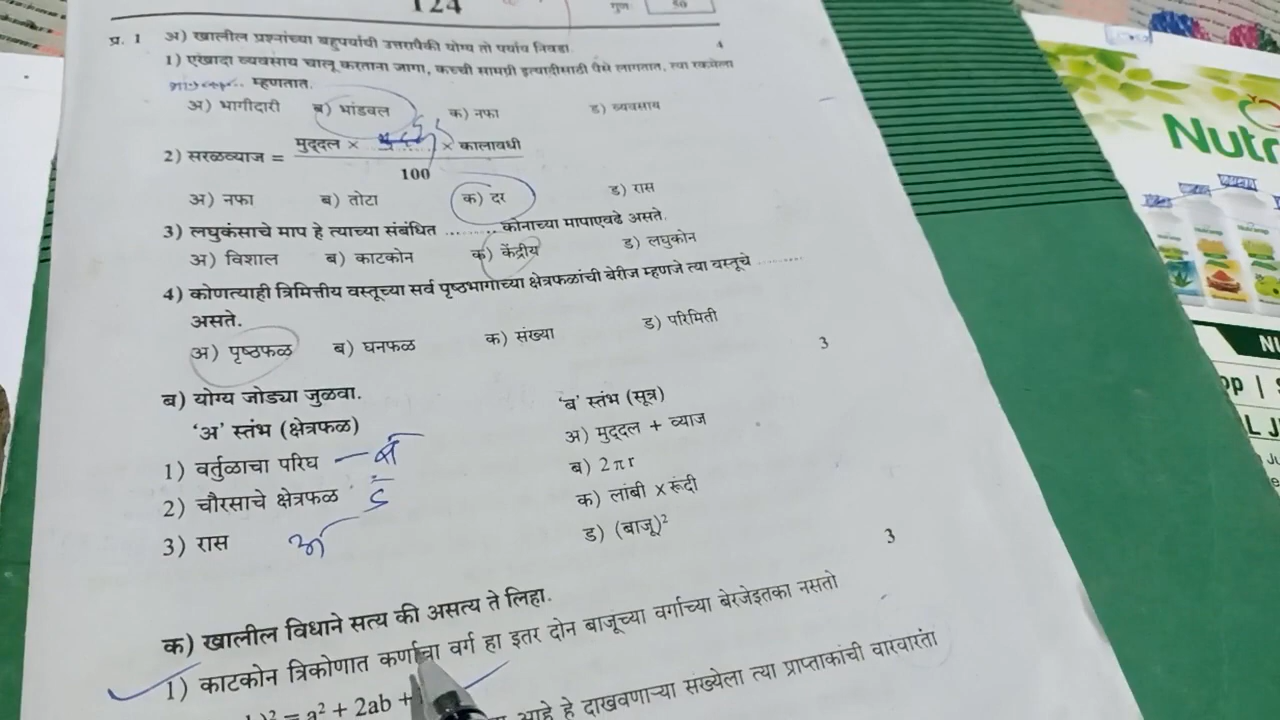 124
गुण 50
प्र. 1 अ) खालील प्रश्नांच्या बहुपर्यायी उत्तरापैकी योग्य तो पर्याय निवडा. 4
1) एखादा व्यवसाय चालू करताना जागा, कच्ची सामग्री इत्यादीसाठी पैसे लागतात, त्या रकमेला
म्हणतात.
अ) भागीदारी ब) भांडवल क) नफा ड) व्यवसाय
2) सरळव्याज = मुद्दल × × कालावधी
100
अ) नफा ब) तोटा क) दर ड) रास
3) लघुकंसाचे माप हे त्याच्या संबंधित ......... कोनाच्या मापाएवढे असते.
अ) विशाल ब) काटकोन क) केंद्रीय ड) लघुकोन
4) कोणत्याही त्रिमितीय वस्तूच्या सर्व पृष्ठभागाच्या क्षेत्रफळांची बेरीज म्हणजे त्या वस्तूचे .........
असते.
अ) पृष्ठफळ ब) घनफळ क) संख्या ड) परिमिती
ब) योग्य जोड्या जुळवा. 3
'अ' स्तंभ (क्षेत्रफळ) 'ब' स्तंभ (सूत्र)
1) वर्तुळाचा परिघ – ब अ) मुद्दल + व्याज
2) चौरसाचे क्षेत्रफळ ड ब) 2πr
3) रास अ क) लांबी × रूंदी
ड) (बाजू)²
क) खालील विधाने सत्य की असत्य ते लिहा. 3
1) काटकोन त्रिकोणात कर्णाचा वर्ग हा इतर दोन बाजूच्या वर्गाच्या बेरजेइतका नसतो
)² = a² + 2ab +
आहे हे दाखवणाऱ्या संख्येला त्या प्राप्ताकांची वारंवारता
Nutr